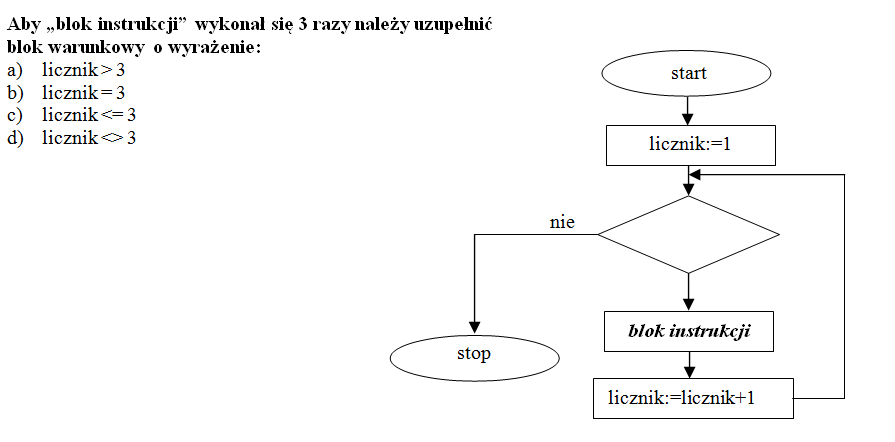 Aby „blok instrukcji” wykonał się 3 razy należy uzupełnić
blok warunkowy o wyrażenie:
a) licznik>3
b) licznik=3
c) licznik<=3
d) licznik<>3
start
licznik:=1
nie
blok instrukcji
stop
licznik:=licznik+1